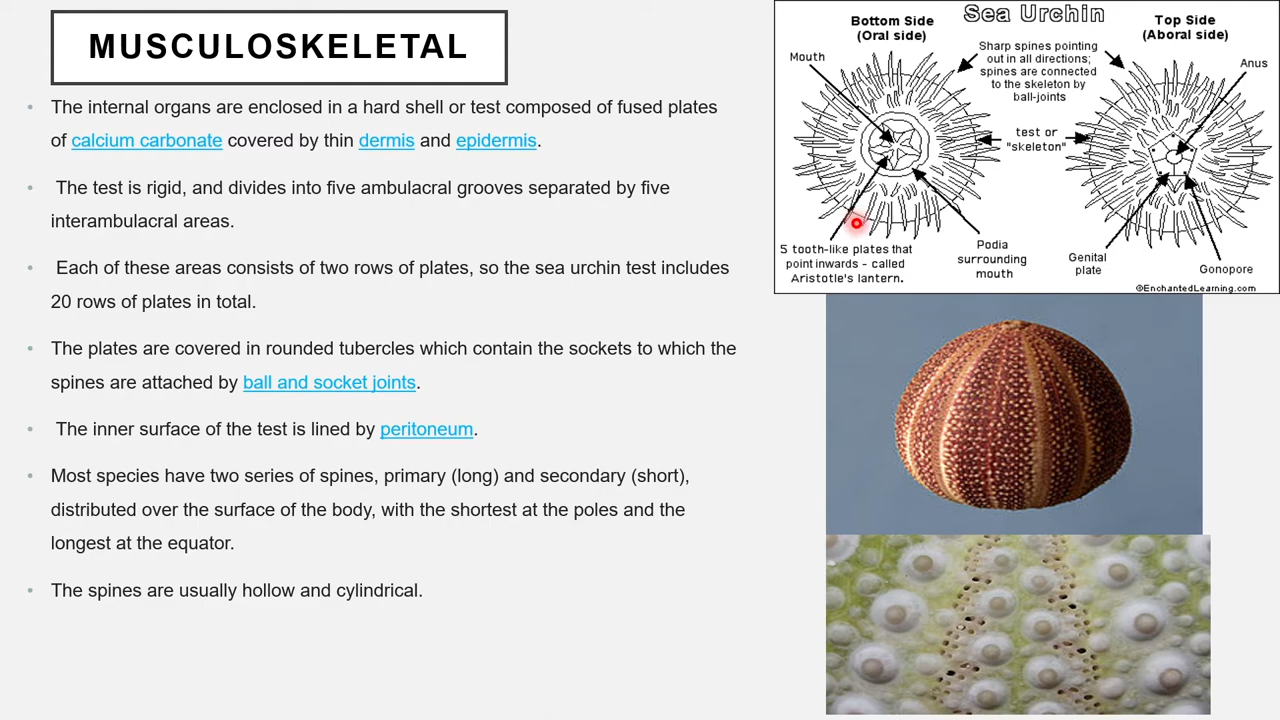 MUSCULOSKELETAL
• The internal organs are enclosed in a hard shell or test composed of fused plates
of calcium carbonate covered by thin dermis and epidermis.
• The test is rigid, and divides into five ambulacral grooves separated by five
interambulacral areas.
• Each of these areas consists of two rows of plates, so the sea urchin test includes
20 rows of plates in total.
• The plates are covered in rounded tubercles which contain the sockets to which the
spines are attached by ball and socket joints.
• The inner surface of the test is lined by peritoneum.
• Most species have two series of spines, primary (long) and secondary (short),
distributed over the surface of the body, with the shortest at the poles and the
longest at the equator.
• The spines are usually hollow and cylindrical.
Sea Urchin
Bottom Side
(Oral side)
Top Side
(Aboral side)
Mouth
Sharp spines pointing
out in all directions;
spines are connected
to the skeleton by
ball-joints
Anus
test or
"skeleton"
5 tooth-like plates that
point inwards - called
Aristotle's lantern.
Podia
surrounding
mouth
Genital
plate
Gonopore
©EnchantedLearning.com